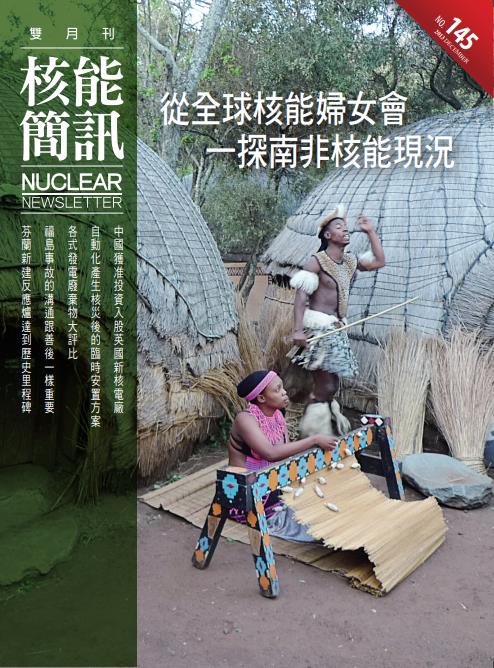 雙月刊
核能
簡訊
NUCLEAR
NEWSLETTER
NO. 145
2013 DECEMBER
從全球核能婦女會
一探南非核能現況
中國獲准投資入股英國新核電廠
自動化產生核災後的臨時安置方案
各式發電廢棄物大評比
福島事故的溝通跟善後一樣重要
芬蘭新建反應爐達到歷史里程碑